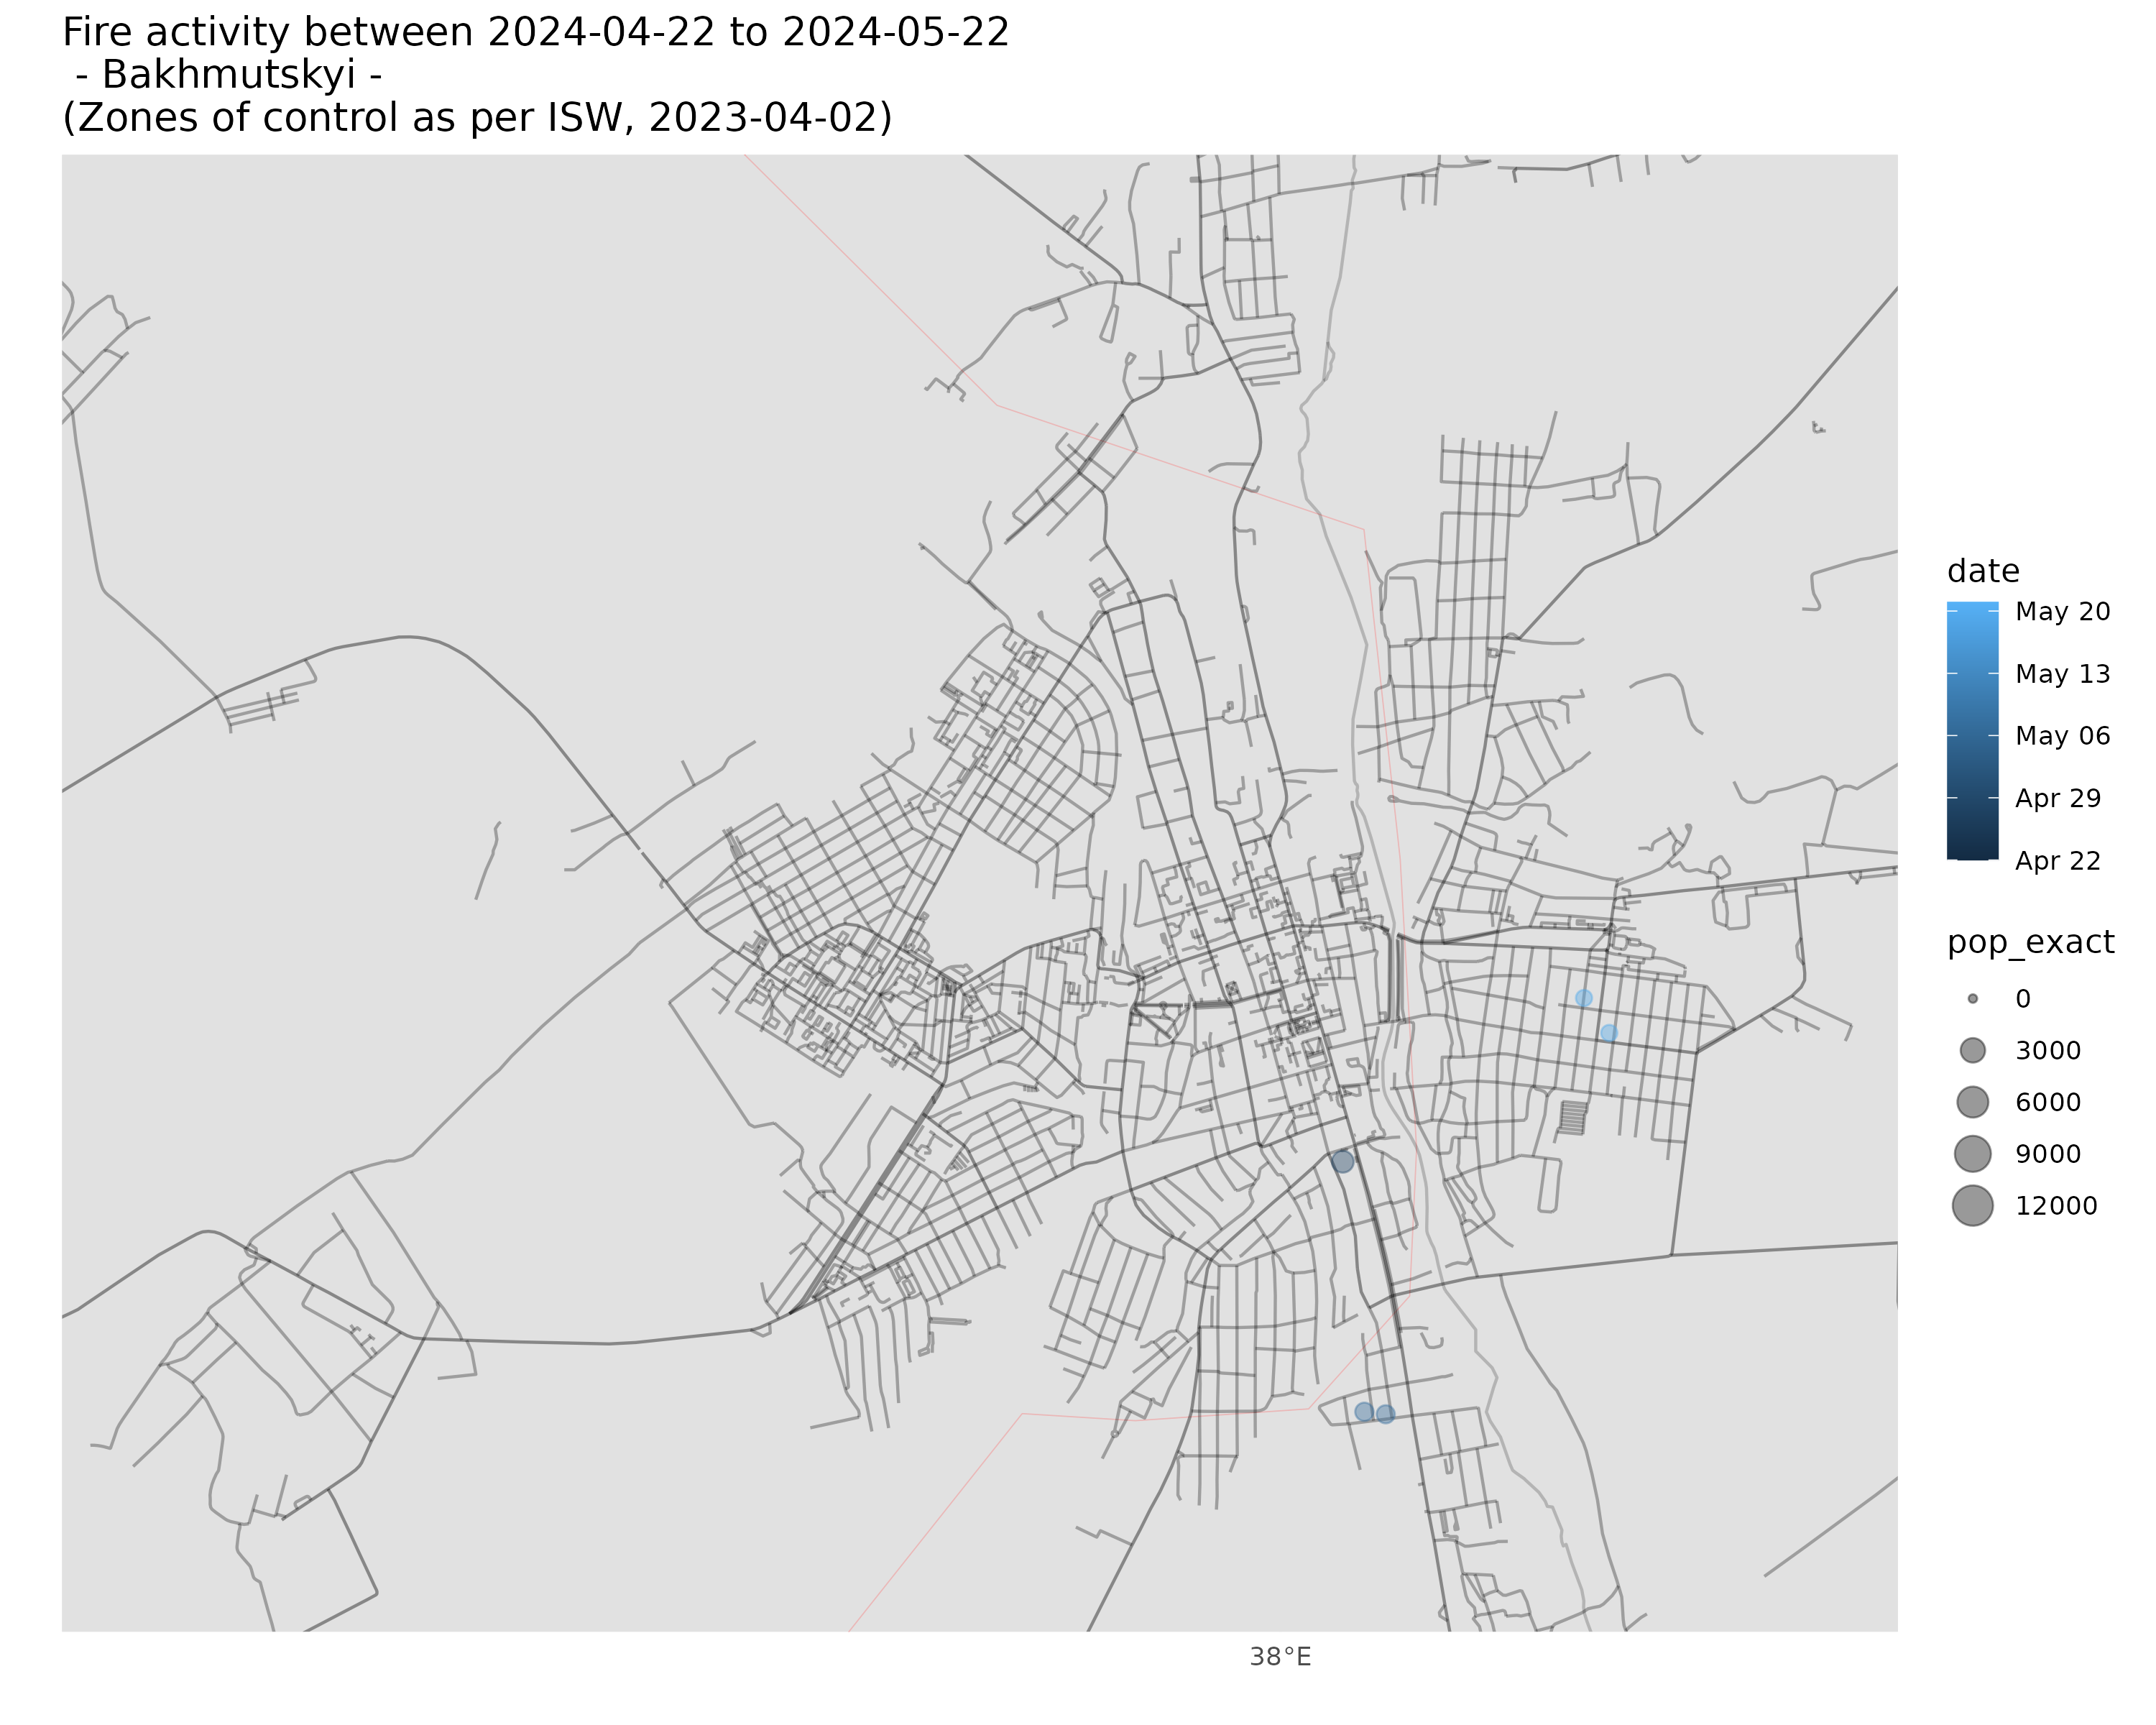 Fire activity between 2024-04-22 to 2024-05-22
- Bakhmutskyi -
(Zones of control as per ISW, 2023-04-02)
date
May 20
May 13
May 06
Apr 29
Apr 22
pop_exact
0
3000
6000
9000
12000
38°E